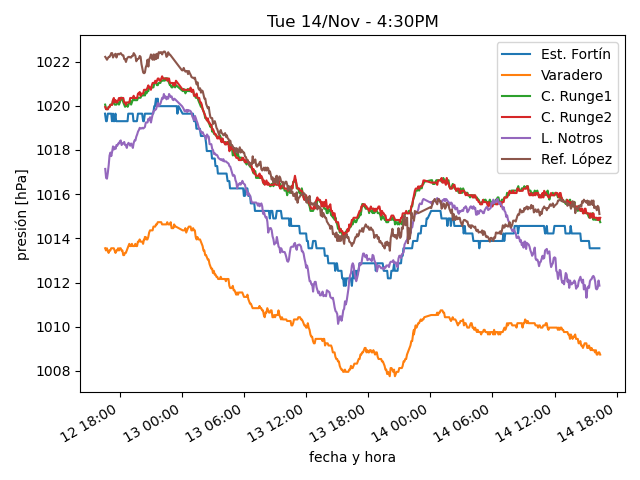 Tue 14/Nov - 4:30PM
presión [hPa]
1022
1020
1018
1016
1014
1012
1010
1008
Est. Fortín
Varadero
C. Runge1
C. Runge2
L. Notros
Ref. López
12 18:00
13 00:00
13 06:00
13 12:00
13 18:00
14 00:00
14 06:00
14 12:00
14 18:00
fecha y hora